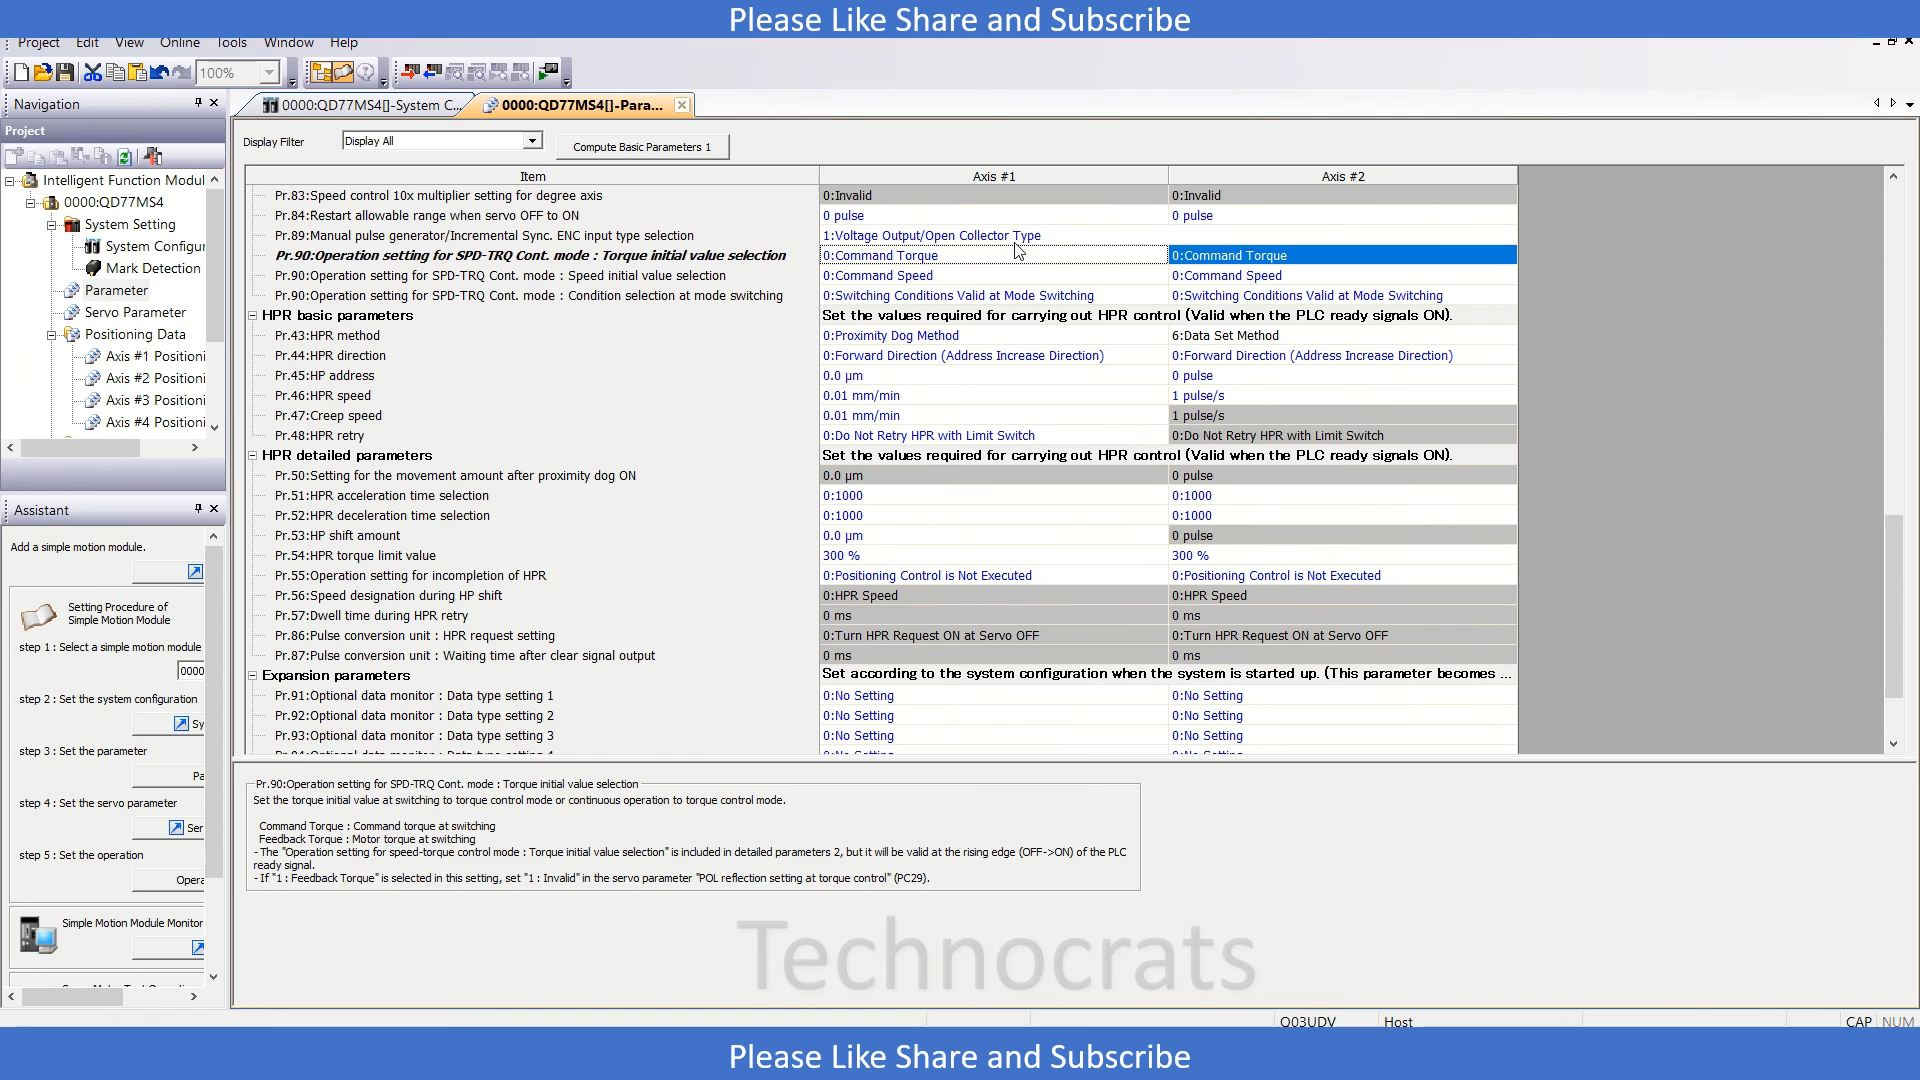 Please Like Share and Subscribe
Project Edit View Online Tools Window Help
100%
Navigation
0000:QD77MS4[]-System C...
0000:QD77MS4[]-Para...
Project
Display Filter
Display All
Compute Basic Parameters 1
Intelligent Function Modul
0000:QD77MS4
System Setting
System Configur
Mark Detection
Parameter
Servo Parameter
Positioning Data
Axis #1 Positioni
Axis #2 Positioni
Axis #3 Positioni
Axis #4 Positioni
Item Axis #1 Axis #2
Pr.83:Speed control 10x multiplier setting for degree axis 0:Invalid 0:Invalid
Pr.84:Restart allowable range when servo OFF to ON 0 pulse 0 pulse
Pr.89:Manual pulse generator/Incremental Sync. ENC input type selection 1:Voltage Output/Open Collector Type
Pr.90:Operation setting for SPD-TRQ Cont. mode : Torque initial value selection 0:Command Torque 0:Command Torque
Pr.90:Operation setting for SPD-TRQ Cont. mode : Speed initial value selection 0:Command Speed 0:Command Speed
Pr.90:Operation setting for SPD-TRQ Cont. mode : Condition selection at mode switching 0:Switching Conditions Valid at Mode Switching 0:Switching Conditions Valid at Mode Switching
HPR basic parameters Set the values required for carrying out HPR control (Valid when the PLC ready signals ON).
Pr.43:HPR method 0:Proximity Dog Method 6:Data Set Method
Pr.44:HPR direction 0:Forward Direction (Address Increase Direction) 0:Forward Direction (Address Increase Direction)
Pr.45:HP address 0.0 µm 0 pulse
Pr.46:HPR speed 0.01 mm/min 1 pulse/s
Pr.47:Creep speed 0.01 mm/min 1 pulse/s
Pr.48:HPR retry 0:Do Not Retry HPR with Limit Switch 0:Do Not Retry HPR with Limit Switch
HPR detailed parameters Set the values required for carrying out HPR control (Valid when the PLC ready signals ON).
Pr.50:Setting for the movement amount after proximity dog ON 0.0 µm 0 pulse
Pr.51:HPR acceleration time selection 0:1000 0:1000
Pr.52:HPR deceleration time selection 0:1000 0:1000
Pr.53:HP shift amount 0.0 µm 0 pulse
Pr.54:HPR torque limit value 300 % 300 %
Pr.55:Operation setting for incompletion of HPR 0:Positioning Control is Not Executed 0:Positioning Control is Not Executed
Pr.56:Speed designation during HP shift 0:HPR Speed 0:HPR Speed
Pr.57:Dwell time during HPR retry 0 ms 0 ms
Pr.86:Pulse conversion unit : HPR request setting 0:Turn HPR Request ON at Servo OFF 0:Turn HPR Request ON at Servo OFF
Pr.87:Pulse conversion unit : Waiting time after clear signal output 0 ms 0 ms
Expansion parameters Set according to the system configuration when the system is started up. (This parameter becomes ...
Pr.91:Optional data monitor : Data type setting 1 0:No Setting 0:No Setting
Pr.92:Optional data monitor : Data type setting 2 0:No Setting 0:No Setting
Pr.93:Optional data monitor : Data type setting 3 0:No Setting 0:No Setting
Assistant
Add a simple motion module.
Setting Procedure of
Simple Motion Module
step 1 : Select a simple motion module
0000
step 2 : Set the system configuration
Sy
step 3 : Set the parameter
Pa
step 4 : Set the servo parameter
Ser
step 5 : Set the operation
Opera
Simple Motion Module Monitor
Pr.90:Operation setting for SPD-TRQ Cont. mode : Torque initial value selection
Set the torque initial value at switching to torque control mode or continuous operation to torque control mode.
Command Torque : Command torque at switching
Feedback Torque : Motor torque at switching
-The "Operation setting for speed-torque control mode : Torque initial value selection" is included in detailed parameters 2, but it will be valid at the rising edge (OFF->ON) of the PLC
ready signal.
-If "1 : Feedback Torque" is selected in this setting, set "1 : Invalid" in the servo parameter "POL reflection setting at torque control" (PC29).
Technocrats
Q03UDV Host CAP NUM
Please Like Share and Subscribe